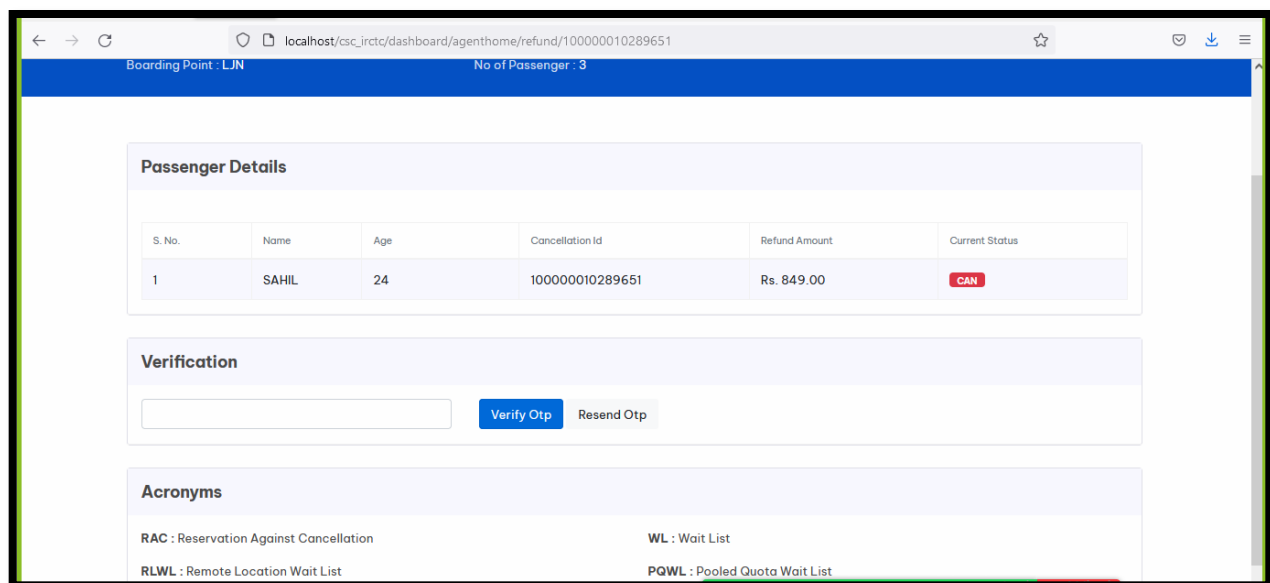 localhost/csc_irctc/dashboard/agenthome/refund/100000010289651
Boarding Point : LJN No of Passenger : 3
Passenger Details
S. No. Name Age Cancellation Id Refund Amount Current Status
1 SAHIL 24 100000010289651 Rs. 849.00 CAN
Verification
Verify Otp Resend Otp
Acronyms
RAC : Reservation Against Cancellation WL : Wait List
RLWL : Remote Location Wait List PQWL : Pooled Quota Wait List